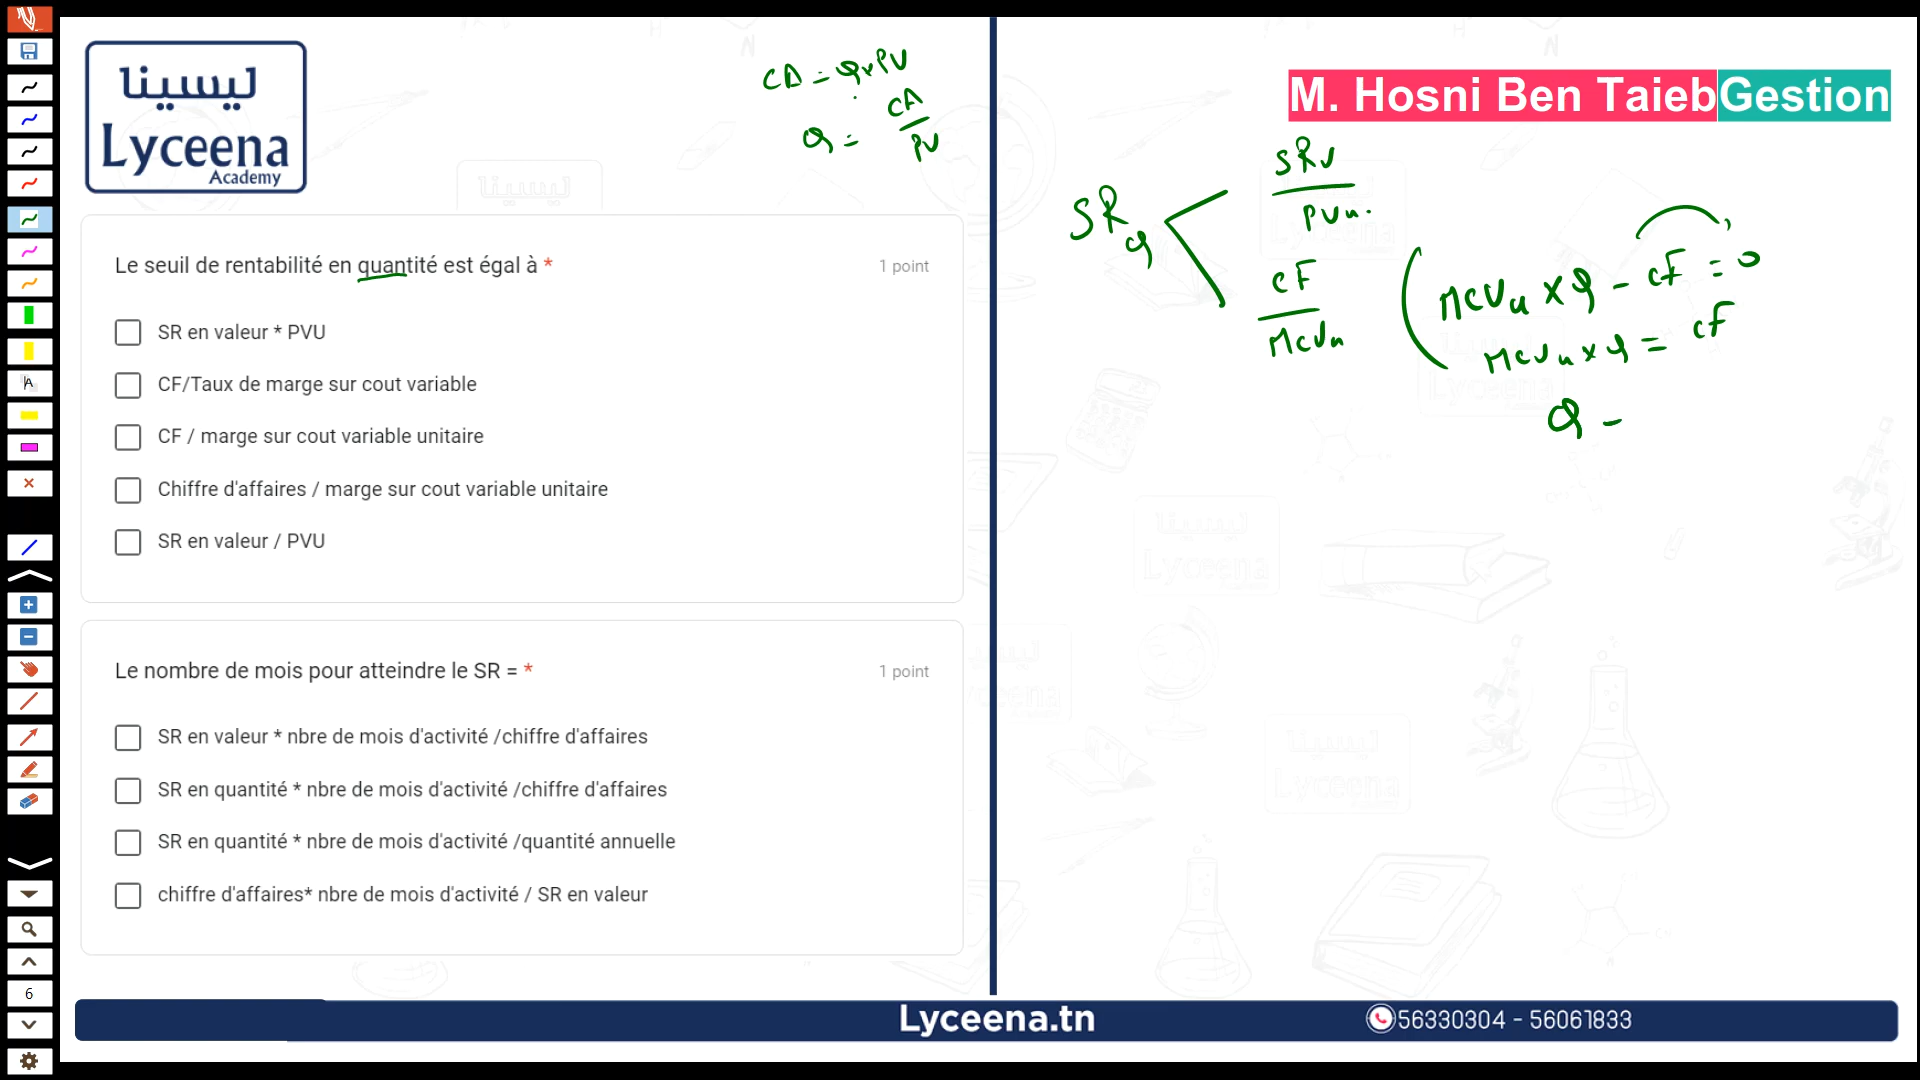 ليسينا
Lyceena
Academy
CA = Q x PV
Q = CA / PV
M. Hosni Ben Taieb Gestion
Le seuil de rentabilité en quantité est égal à *
1 point
SR en valeur * PVU
CF/Taux de marge sur cout variable
CF / marge sur cout variable unitaire
Chiffre d'affaires / marge sur cout variable unitaire
SR en valeur / PVU
Le nombre de mois pour atteindre le SR = *
1 point
SR en valeur * nbre de mois d'activité /chiffre d'affaires
SR en quantité * nbre de mois d'activité /chiffre d'affaires
SR en quantité * nbre de mois d'activité /quantité annuelle
chiffre d'affaires* nbre de mois d'activité / SR en valeur
SRQ
SRV
PVu.
CF
MCVu
MCVu x Q - CF = 0
MCVu x Q = CF
Q -
6
Lyceena.tn
56330304 - 56061833